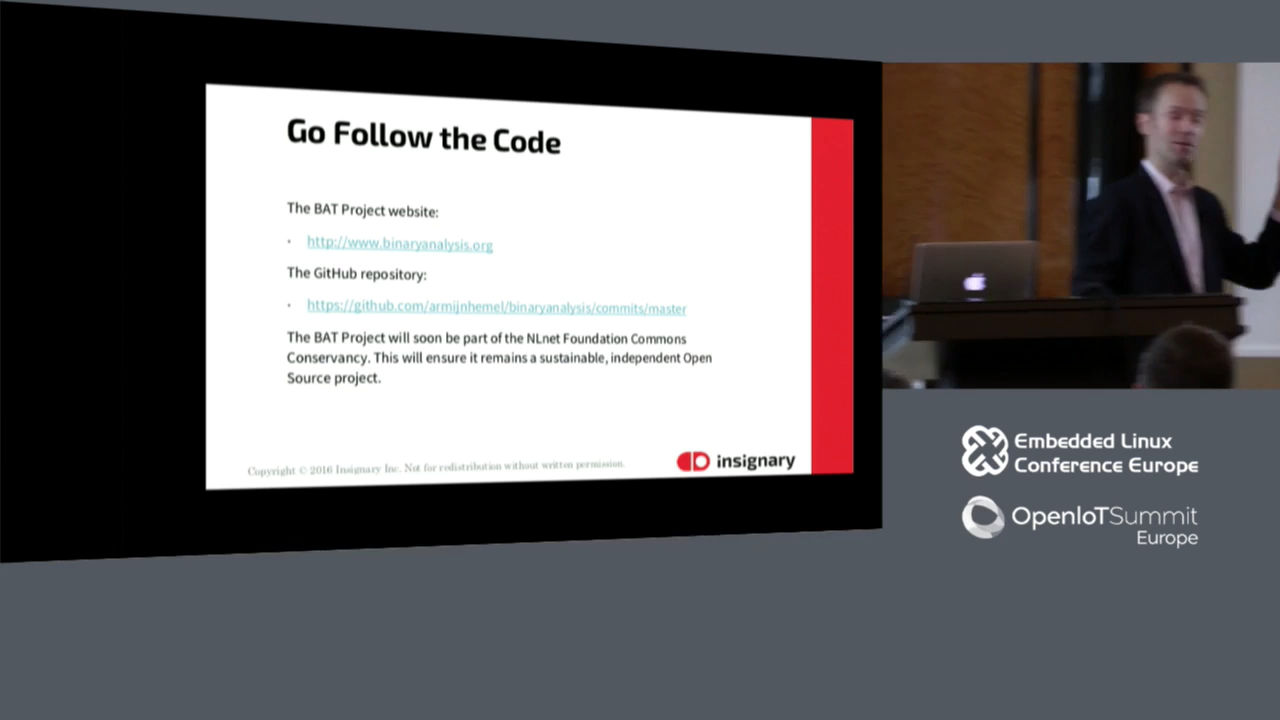 Go Follow the Code
The BAT Project website:
http://www.binaryanalysis.org
The GitHub repository:
https://github.com/armijnhemel/binaryanalysis/commits/master
The BAT Project will soon be part of the NLnet Foundation Commons
Conservancy. This will ensure it remains a sustainable, independent Open
Source project.
Copyright © 2016 Insignary Inc. Not for redistribution without written permission.
insignary
Embedded Linux
Conference Europe
OpenIoTSummit
Europe